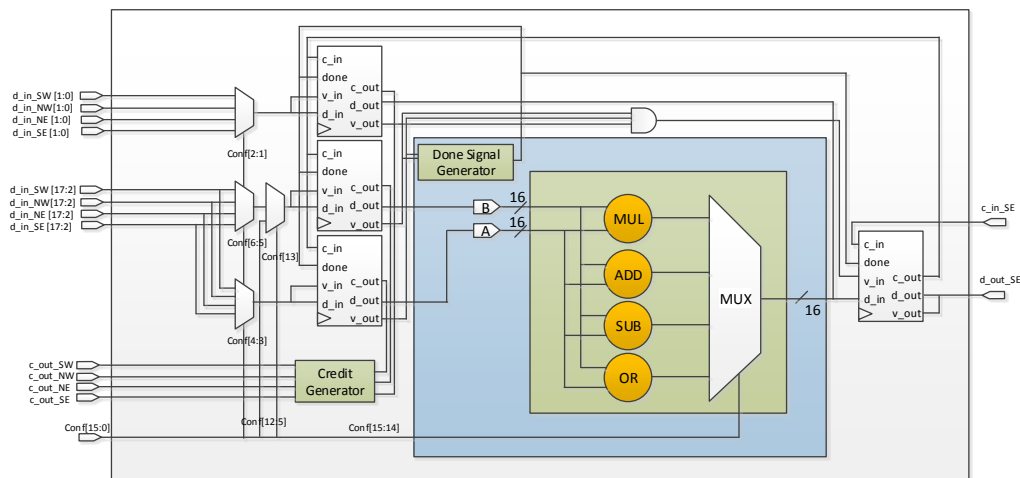 d_in_SW [1:0]
d_in_NW [1:0]
d_in_NE [1:0]
d_in_SE [1:0]
Conf[2:1]
c_in
done
v_in
d_in
c_out
d_out
v_out
d_in_SW [17:2]
d_in_NW[17:2]
d_in_NE [17:2]
d_in_SE [17:2]
Conf[6:5]
Conf[13]
c_in
done
v_in
d_in
c_out
d_out
v_out
Conf[4:3]
c_in
done
v_in
d_in
c_out
d_out
v_out
Done Signal
Generator
B
16
A
16
MUL
ADD
SUB
OR
MUX
16
c_in
done
v_in
d_in
c_out
d_out
v_out
c_in_SE
d_out_SE
c_out_SW
c_out_NW
c_out_NE
c_out_SE
Credit
Generator
Conf[12:5]
Conf[15:0]
Conf[15:14]